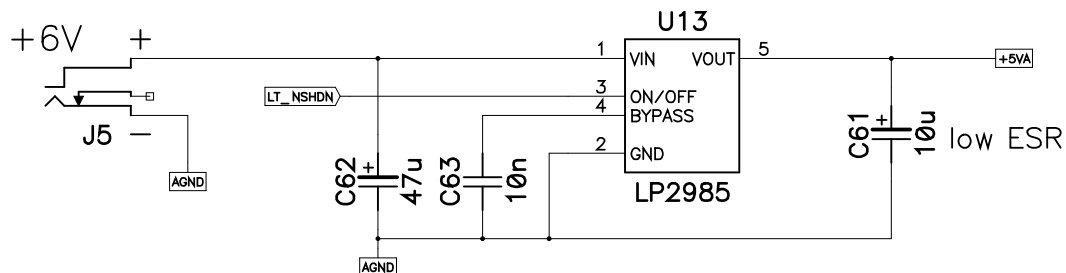 U13
+6V
+
1
VIN
VOUT
5
+5VA
LT_NSHDN
3
ON/OFF
4
BYPASS
J5
−
2
GND
AGND
C62
+
47u
C63
10n
LP2985
C61
+
10u
low ESR
AGND